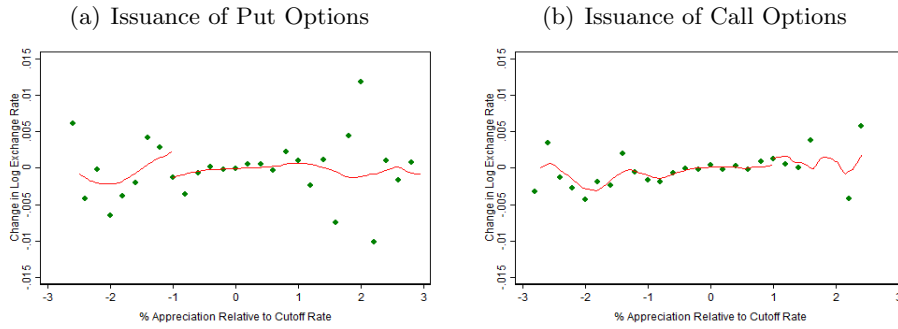 (a) Issuance of Put Options
Change in Log Exchange Rate
.015
.01
.005
0
-.005
-.01
-.015
-3 -2 -1 0 1 2 3
% Appreciation Relative to Cutoff Rate
(b) Issuance of Call Options
Change in Log Exchange Rate
.015
.01
.005
0
-.005
-.01
-.015
-3 -2 -1 0 1 2 3
% Appreciation Relative to Cutoff Rate